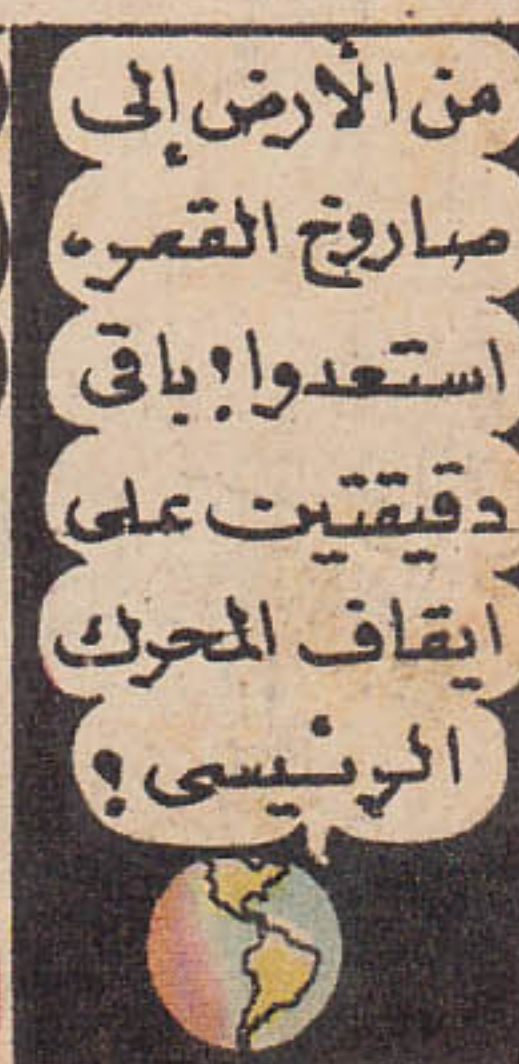 من الأرض إلى
صاروخ القمر.
استعدوا؟ باقى
دقيقتين على
ايقاف المحرك
الرئيسى؟